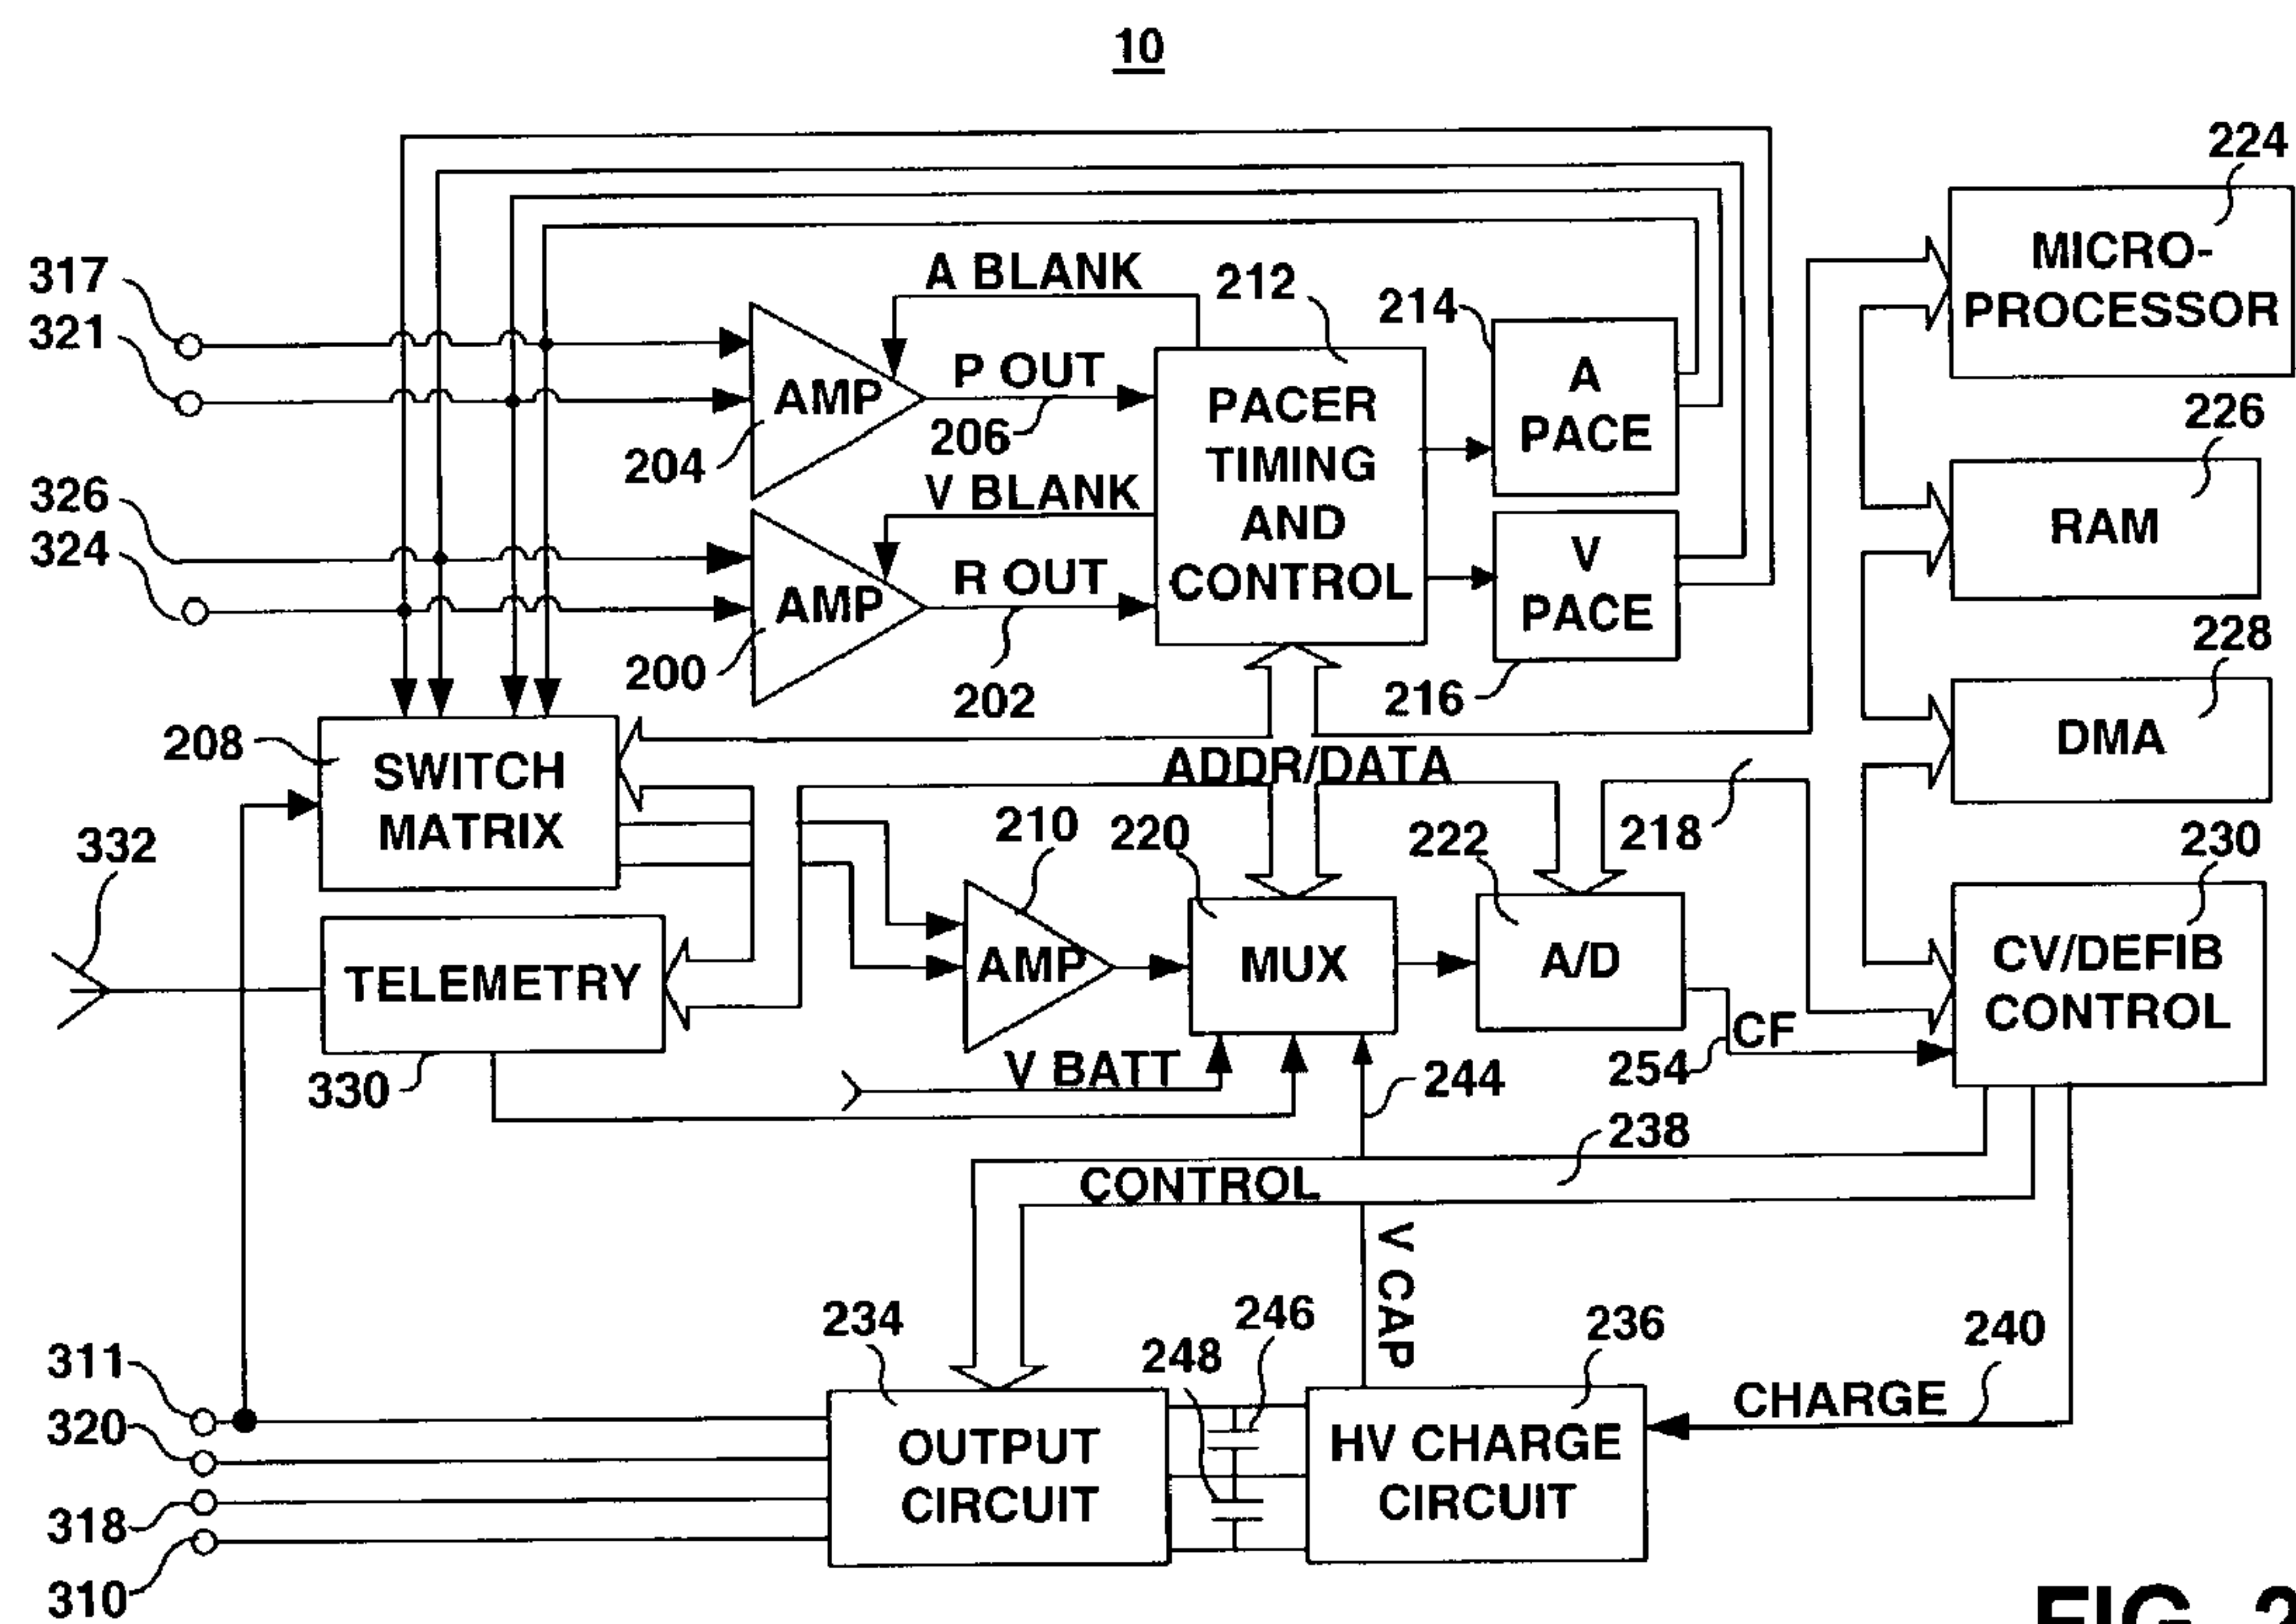 10
224
MICRO-
PROCESSOR
317
321
A BLANK
212
214
AMP
P OUT
206
204
PACER
TIMING
AND
CONTROL
A
PACE
226
RAM
326
324
V BLANK
AMP
R OUT
200
202
V
PACE
216
228
DMA
208
SWITCH
MATRIX
ADDR/DATA
218
332
210
220
222
230
TELEMETRY
330
AMP
MUX
A/D
CV/DEFIB
CONTROL
CF
254
V BATT
244
238
CONTROL
V CAP
234
248
246
236
240
CHARGE
311
320
318
310
OUTPUT
CIRCUIT
HV CHARGE
CIRCUIT
FIG. 2